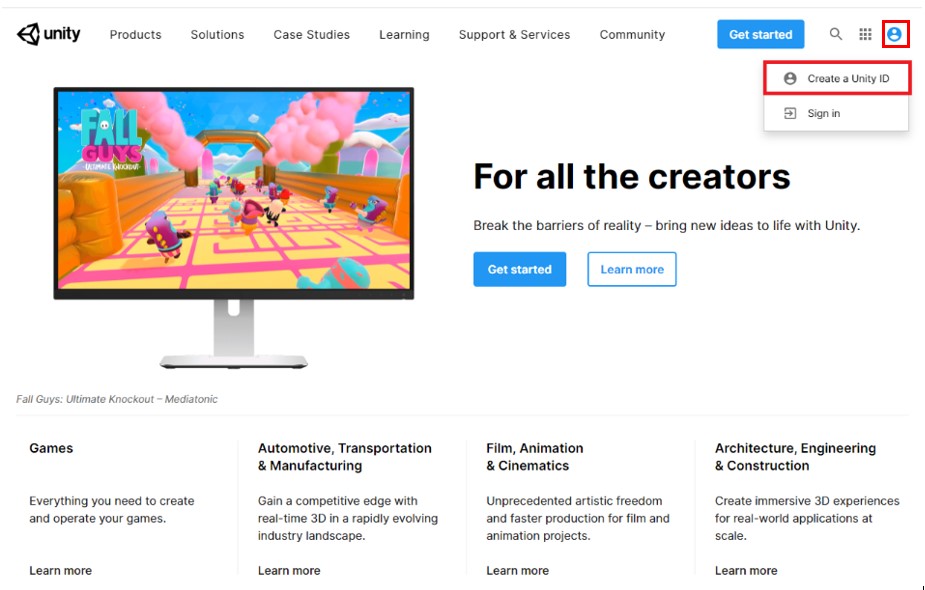 unity
Products
Solutions
Case Studies
Learning
Support & Services
Community
Get started
Create a Unity ID
Sign in
FALL
GUYS
ULTIMATE KNOCKOUT
For all the creators
Break the barriers of reality – bring new ideas to life with Unity.
Get started
Learn more
Fall Guys: Ultimate Knockout – Mediatonic
Games
Everything you need to create
and operate your games.
Learn more
Automotive, Transportation
& Manufacturing
Gain a competitive edge with
real-time 3D in a rapidly evolving
industry landscape.
Learn more
Film, Animation
& Cinematics
Unprecedented artistic freedom
and faster production for film and
animation projects.
Learn more
Architecture, Engineering
& Construction
Create immersive 3D experiences
for real-world applications at
scale.
Learn more